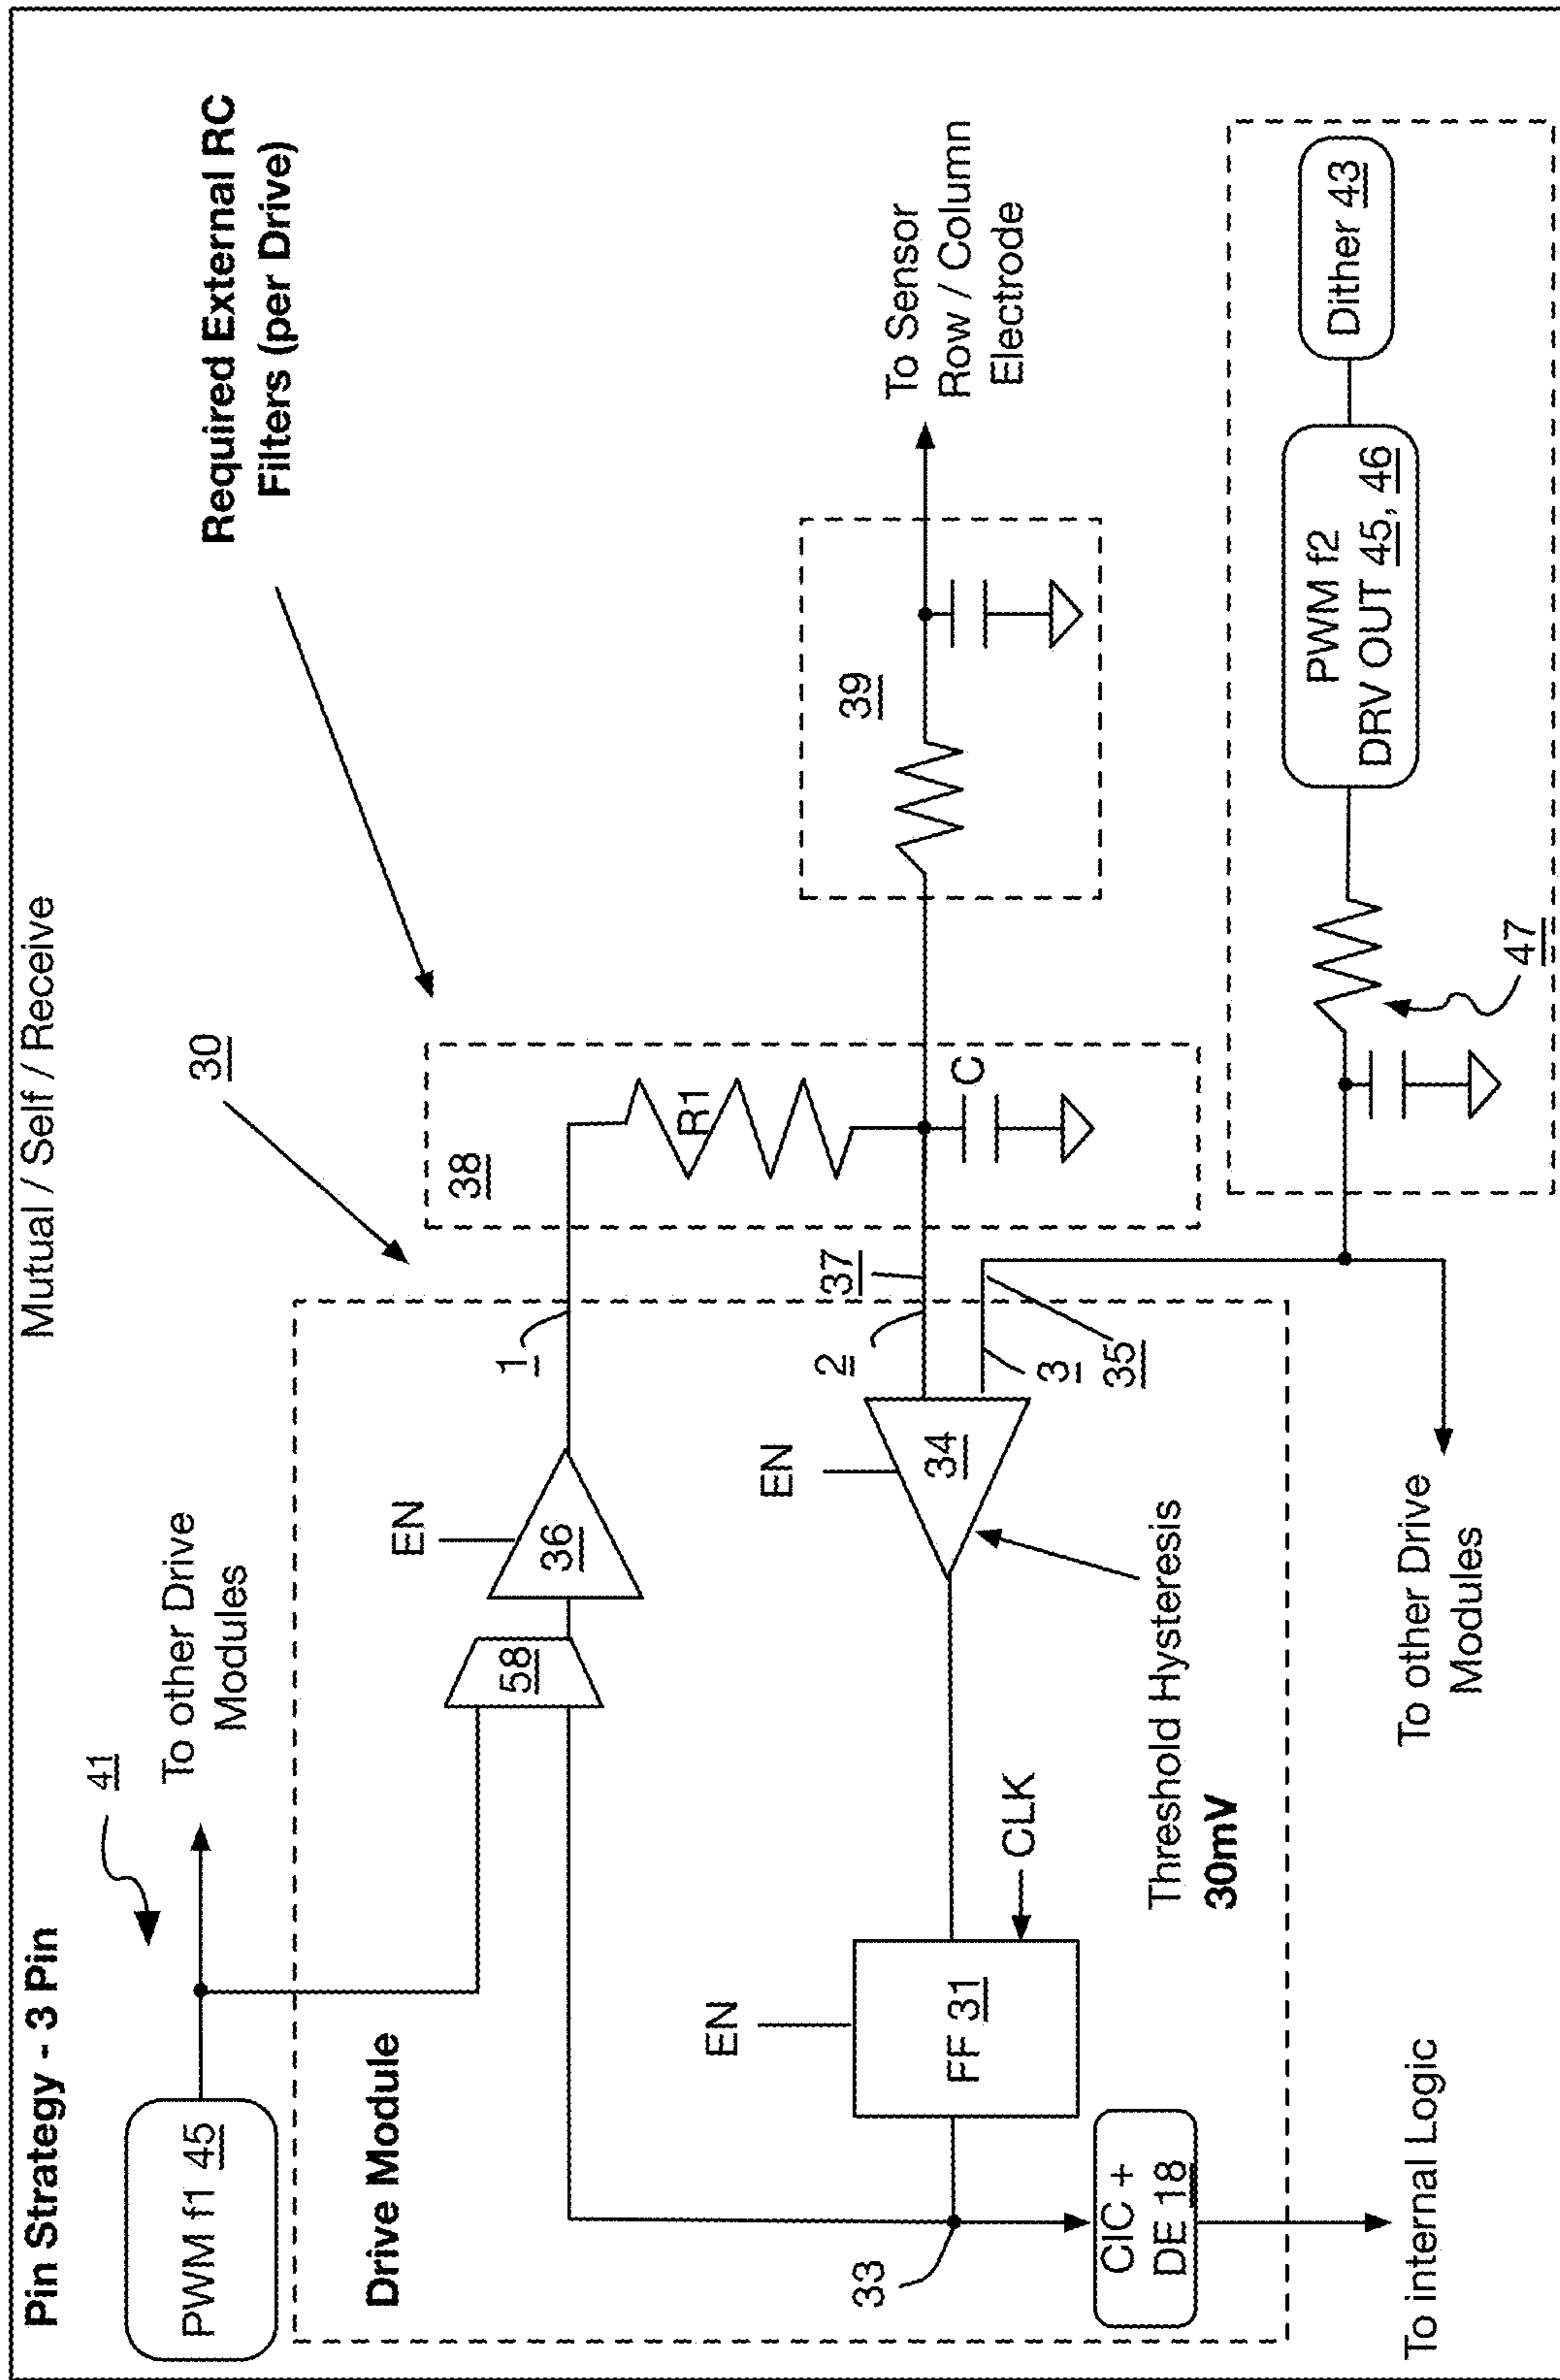 Mutual / Self / Receive
Pin Strategy - 3 Pin
PWM f1 45
41
To other Drive
Modules
30
Required External RC
Filters (per Drive)
Drive Module
58
EN
36
1
38
R1
C
39
To Sensor
Row / Column
Electrode
33
EN
FF 31
CLK
EN
34
2
37
3
35
Threshold Hysteresis
30mV
CIC +
DE 18
To internal Logic
To other Drive
Modules
47
PWM f2
DRV OUT 45, 46
Dither 43